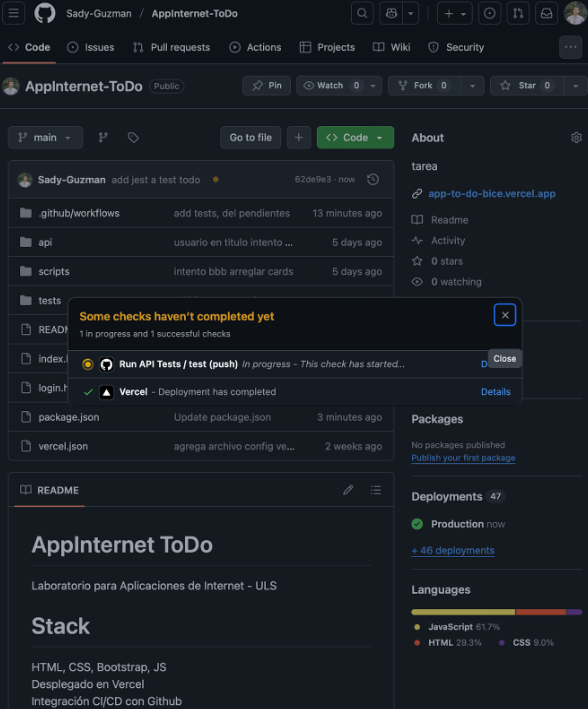 Sady-Guzman / AppInternet-ToDo
Code Issues Pull requests Actions Projects Wiki Security
AppInternet-ToDo Public Pin Watch 0 Fork 0 Star 0
main Go to file Code
Sady-Guzman add jest a test todo 62de9e3 · now
.github/workflows add tests, del pendientes 13 minutes ago
api usuario en titulo intento ... 5 days ago
scripts intento bbb arreglar cards 5 days ago
tests
Some checks haven't completed yet
1 in progress and 1 successful checks
Run API Tests / test (push) In progress - This check has started...
Close
Vercel - Deployment has completed Details
package.json Update package.json 3 minutes ago
vercel.json agrega archivo config ve... 2 weeks ago
README
AppInternet ToDo
Laboratorio para Aplicaciones de Internet - ULS
Stack
HTML, CSS, Bootstrap, JS
Desplegado en Vercel
Integración CI/CD con Github
About
tarea
app-to-do-bice.vercel.app
Readme
Activity
0 stars
0 watching
Packages
No packages published
Publish your first package
Deployments 47
Production now
+ 46 deployments
Languages
JavaScript 61.7%
HTML 29.3% CSS 9.0%